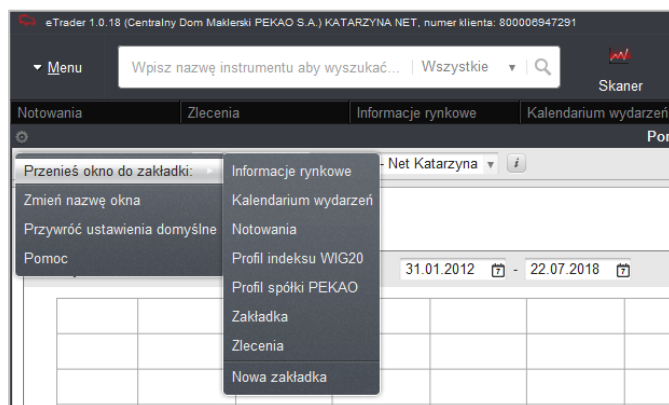 eTrader 1.0.18 (Centralny Dom Maklerski PEKAO S.A.) KATARZYNA NET, numer klienta: 800006947291
Menu
Wpisz nazwę instrumentu aby wyszukać... Wszystkie
Skaner
Notowania Zlecenia Informacje rynkowe Kalendarium wydarzeń
Por
Przenieś okno do zakładki:
Zmień nazwę okna
Przywróć ustawienia domyślne
Pomoc
Informacje rynkowe
Kalendarium wydarzeń
Notowania
Profil indeksu WIG20
Profil spółki PEKAO
Zakładka
Zlecenia
Nowa zakładka
- Net Katarzyna i
31.01.2012 7 - 22.07.2018 7